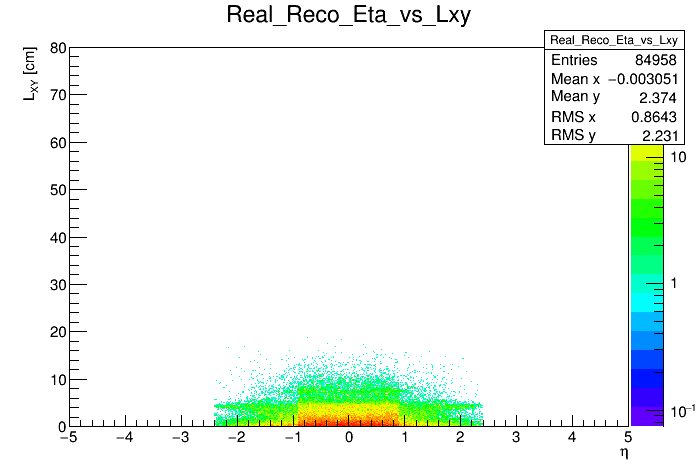 Real_Reco_Eta_vs_Lxy
Real_Reco_Eta_vs_Lxy
Entries 84958
Mean x −0.003051
Mean y 2.374
RMS x 0.8643
RMS y 2.231
L_XY [cm]
80
70
60
50
40
30
20
10
0
−5 −4 −3 −2 −1 0 1 2 3 4 5
η
10
1
10⁻¹